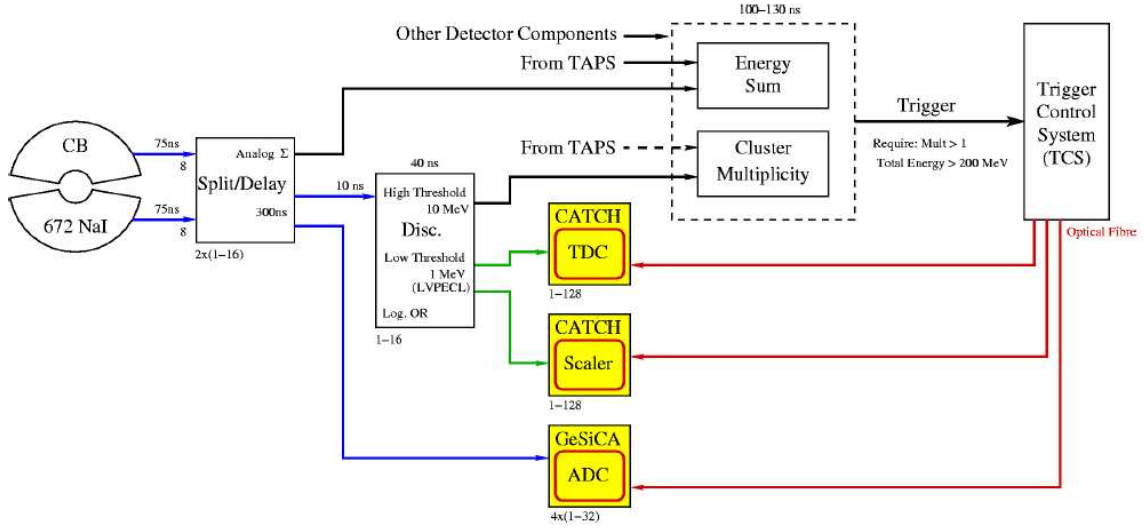 100-130 ns
Other Detector Components
From TAPS
Energy
Sum
Trigger
Control
System
(TCS)
Trigger
Require: Mult > 1
Total Energy > 200 MeV
CB
75ns
8
672 NaI
75ns
8
Analog Σ
Split/Delay
300ns
2x(1-16)
10 ns
40 ns
High Threshold
10 MeV
Disc.
Low Threshold
1 MeV
(LVPECL)
Log. OR
1-16
From TAPS
Cluster
Multiplicity
CATCH
TDC
1-128
CATCH
Scaler
1-128
GeSiCA
ADC
4x(1-32)
Optical Fibre